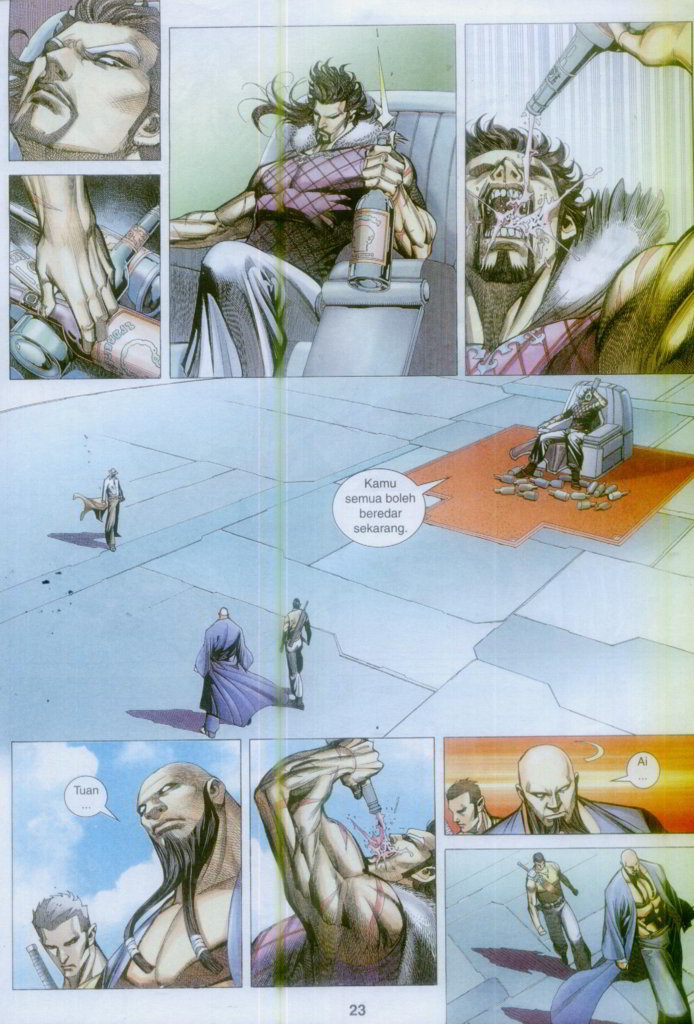 Kamu
semua boleh
beredar
sekarang.
Tuan
...
Ai
...
23